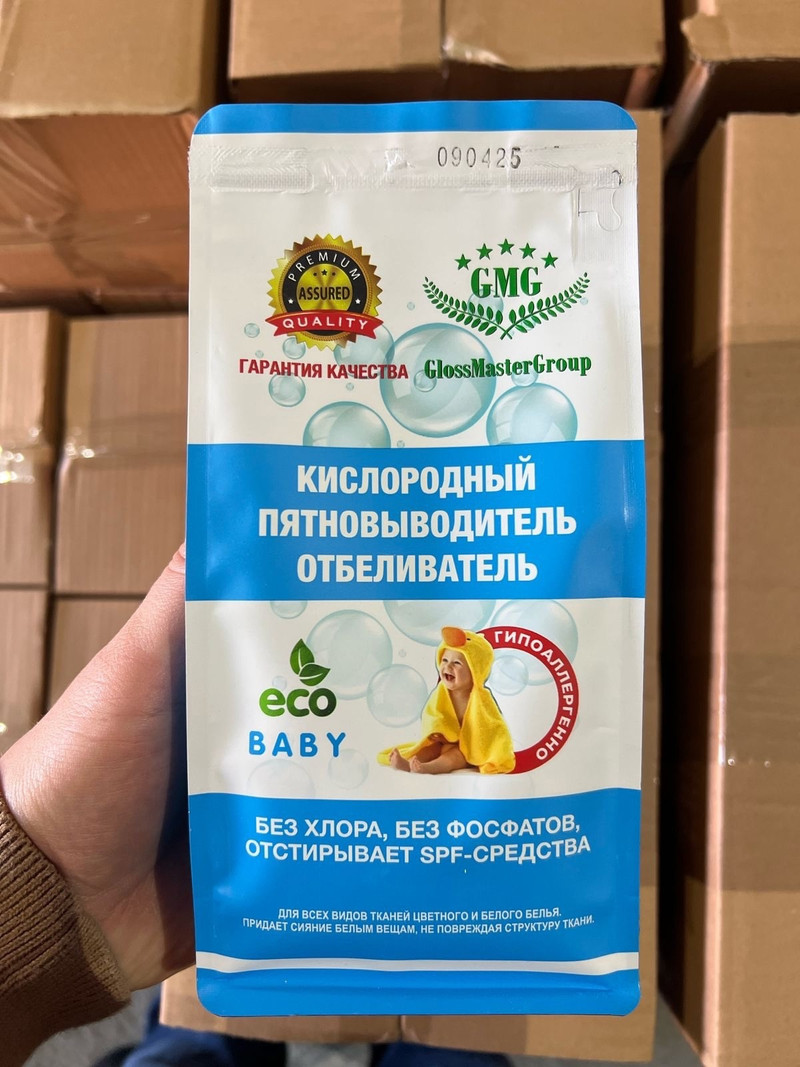 090425
PREMIUM
ASSURED
QUALITY
ГАРАНТИЯ КАЧЕСТВА
GMG
GlossMasterGroup
КИСЛОРОДНЫЙ
ПЯТНОВЫВОДИТЕЛЬ
ОТБЕЛИВАТЕЛЬ
eco
BABY
ГИПОАЛЛЕРГЕННО
БЕЗ ХЛОРА, БЕЗ ФОСФАТОВ,
ОТСТИРЫВАЕТ SPF-СРЕДСТВА
ДЛЯ ВСЕХ ВИДОВ ТКАНЕЙ ЦВЕТНОГО И БЕЛОГО БЕЛЬЯ.
ПРИДАЕТ СИЯНИЕ БЕЛЫМ ВЕЩАМ, НЕ ПОВРЕЖДАЯ СТРУКТУРУ ТКАНИ.